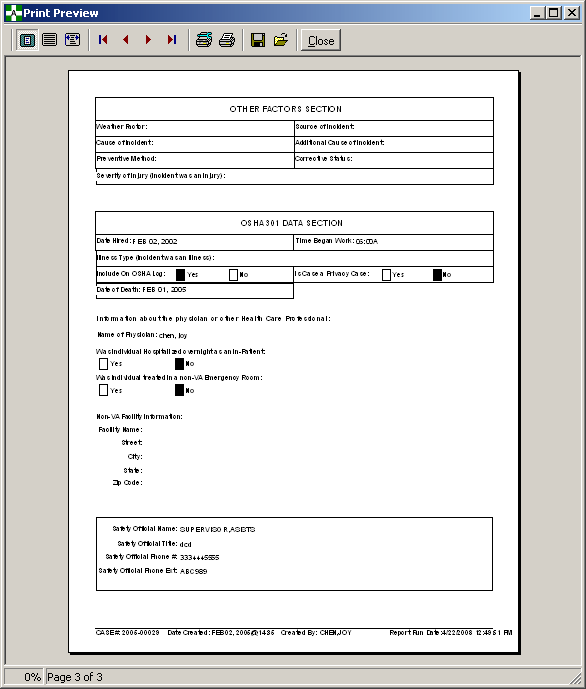 Print Preview
Close
OTHER FACTORS SECTION
Weather Factor: Source of Incident:
Cause of Incident: Additional Cause of Incident:
Preventive Method: Corrective Status:
Severity of Injury (Incident was an Injury):
OSHA 301 DATA SECTION
Date Hired: FEB 02, 2002 Time Began Work: 05:00A
Illness Type (Incident was an Illness):
Include On OSHA Log: Yes No Is Case a Privacy Case: Yes No
Date of Death: FEB 01, 2005
Information about the physician or other Health Care Professional:
Name of Physician: chen, joy
Was Individual Hospitalized overnight as an In-Patient:
Yes No
Was Individual treated in a non-VA Emergency Room:
Yes No
Non-VA Facility Information:
Facility Name:
Street:
City:
State:
Zip Code:
Safety Official Name: SUPERVISOR,ASISTS
Safety Official Title: dcd
Safety Official Phone #: 3334445555
Safety Official Phone Ext: ABC989
CASE#: 2005-00029 Date Created: FEB 02, 2005@14:35 Created By: CHEN,JOY Report Run Date: 4/22/2008 12:49:51 PM
0% Page 3 of 3